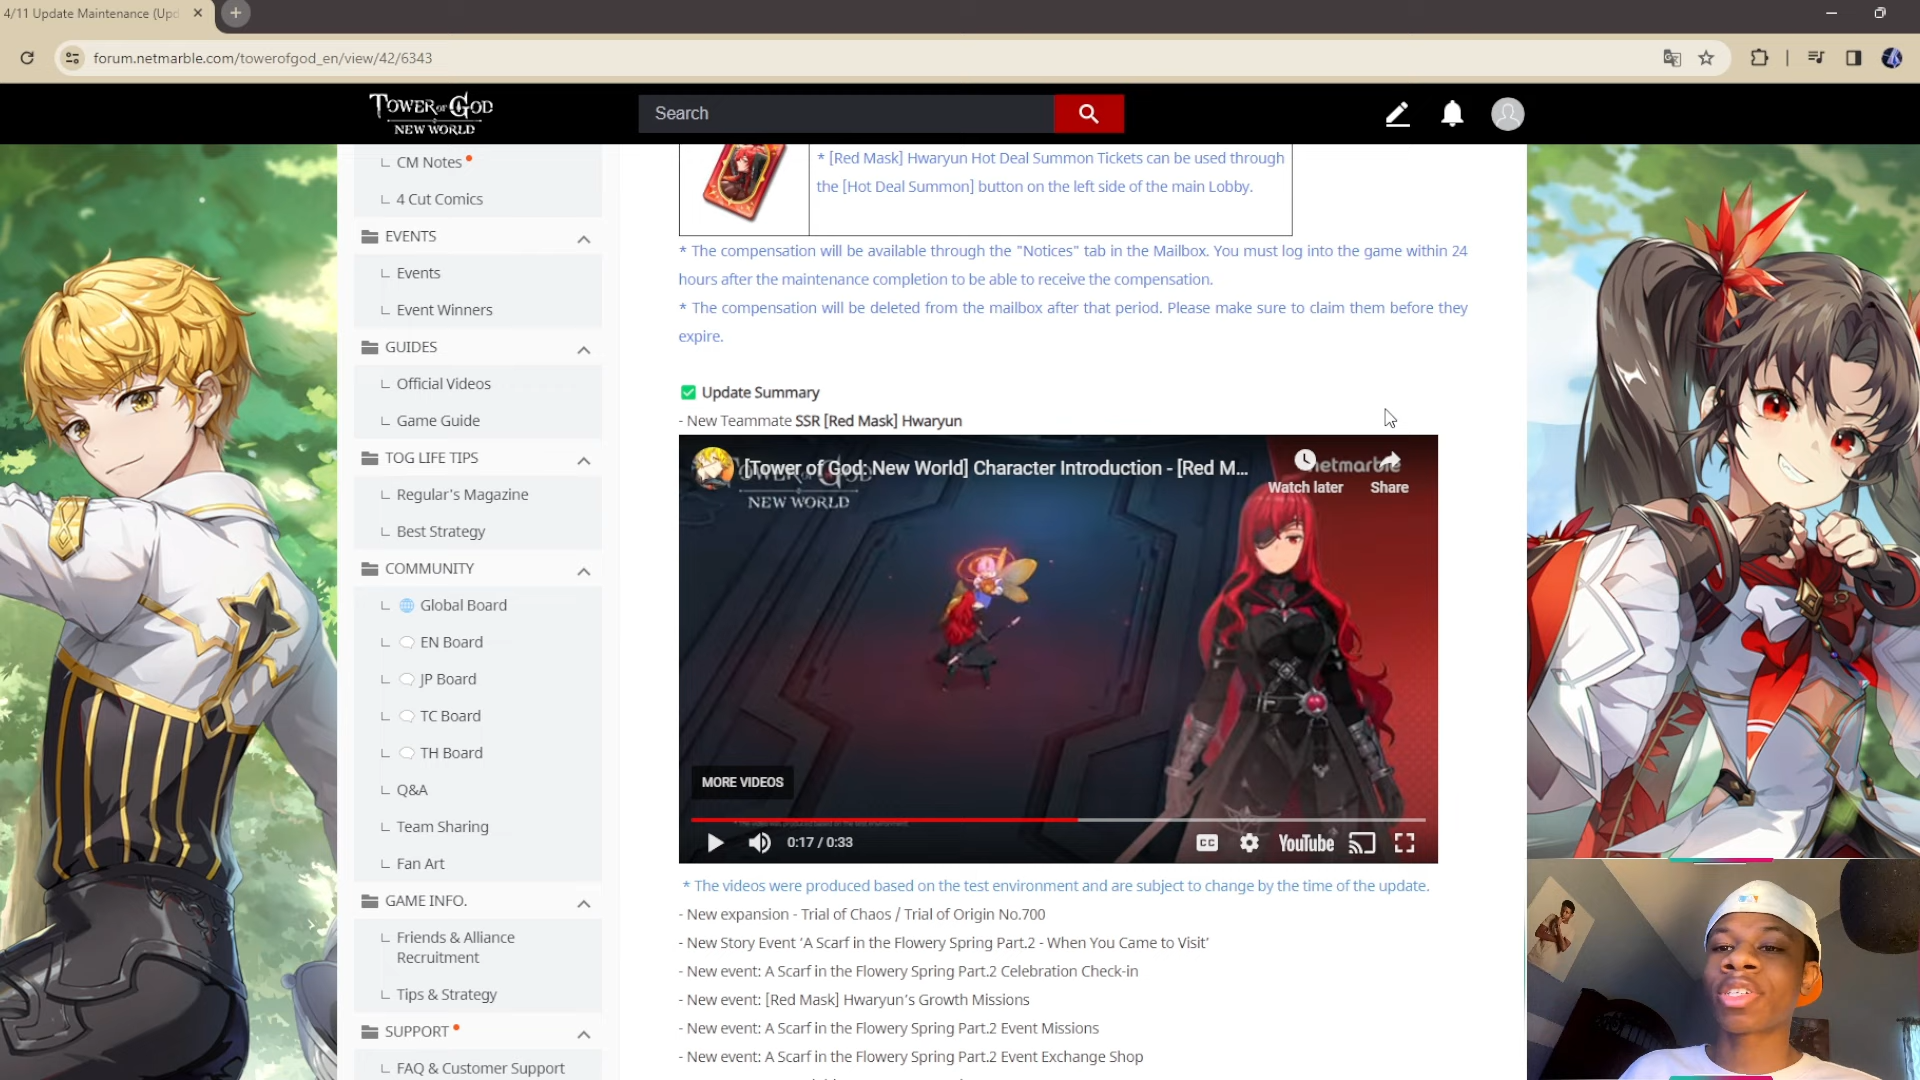 4/11 Update Maintenance (Upd
forum.netmarble.com/towerofgod_en/view/42/6343
TOWER of GOD
NEW WORLD
Search
CM Notes
4 Cut Comics
EVENTS
Events
Event Winners
GUIDES
Official Videos
Game Guide
TOG LIFE TIPS
Regular's Magazine
Best Strategy
COMMUNITY
Global Board
EN Board
JP Board
TC Board
TH Board
Q&A
Team Sharing
Fan Art
GAME INFO.
Friends & Alliance
Recruitment
Tips & Strategy
SUPPORT
FAQ & Customer Support
* [Red Mask] Hwaryun Hot Deal Summon Tickets can be used through
the [Hot Deal Summon] button on the left side of the main Lobby.
* The compensation will be available through the "Notices" tab in the Mailbox. You must log into the game within 24
hours after the maintenance completion to be able to receive the compensation.
* The compensation will be deleted from the mailbox after that period. Please make sure to claim them before they
expire.
Update Summary
- New Teammate SSR [Red Mask] Hwaryun
[Tower of God: New World] Character Introduction - [Red M...
netmarble
NEW WORLD
Watch later
Share
MORE VIDEOS
0:17 / 0:33
CC
YouTube
* The videos were produced based on the test environment and are subject to change by the time of the update.
- New expansion - Trial of Chaos / Trial of Origin No.700
- New Story Event 'A Scarf in the Flowery Spring Part.2 - When You Came to Visit'
- New event: A Scarf in the Flowery Spring Part.2 Celebration Check-in
- New event: [Red Mask] Hwaryun's Growth Missions
- New event: A Scarf in the Flowery Spring Part.2 Event Missions
- New event: A Scarf in the Flowery Spring Part.2 Event Exchange Shop